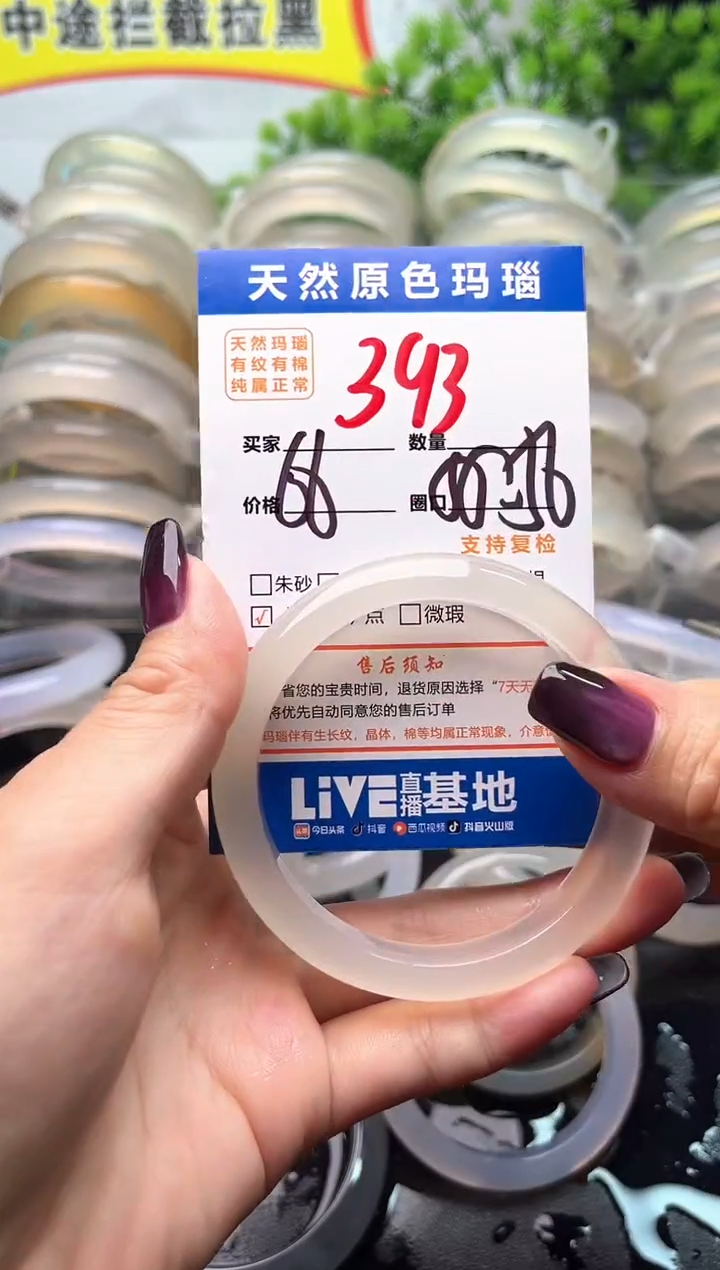 中途拦截拉黑
天然原色玛瑙
天然玛瑙
有纹有棉
纯属正常
393
买家 数量
价格 66 圈口
支持复检
朱砂
点 微瑕
售后须知
省您的宝贵时间，退货原因选择“7天无
将优先自动同意您的售后订单
玛瑙伴有生长纹，晶体，棉等均属正常现象，介意
LiVE直播基地
今日头条 抖音 西瓜视频 抖音火山版